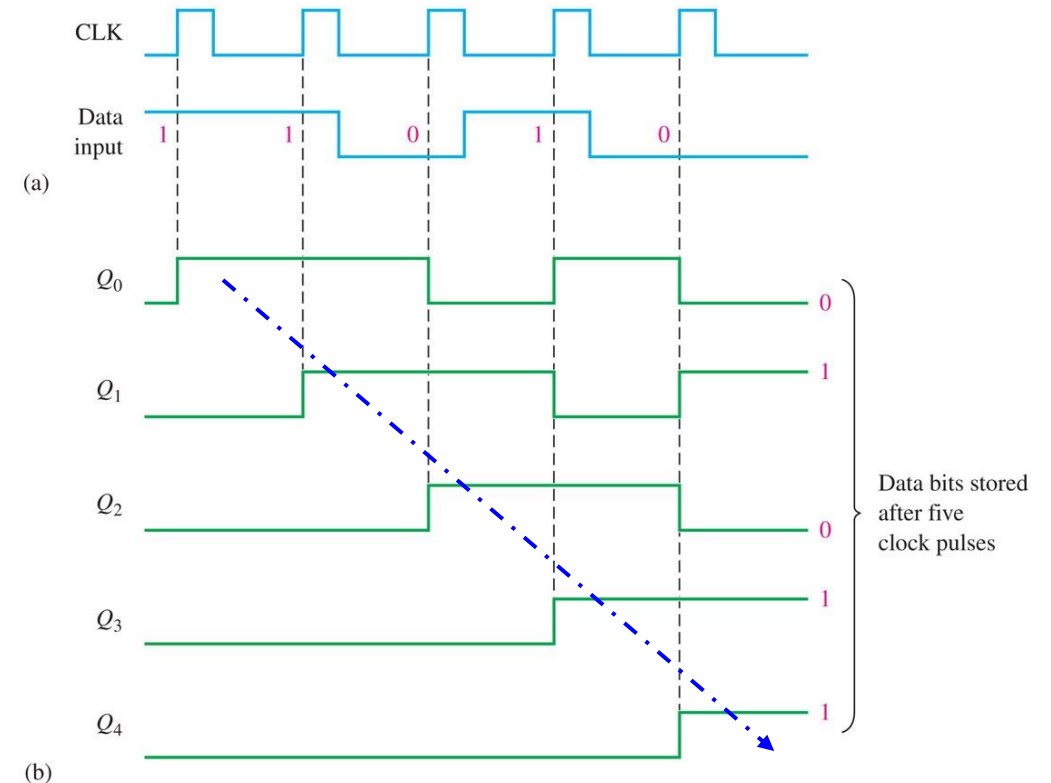 CLK
Data
input
1 1 0 1 0
(a)
Q0
0
Q1
1
Q2
0
Data bits stored
after five
clock pulses
Q3
1
Q4
1
(b)